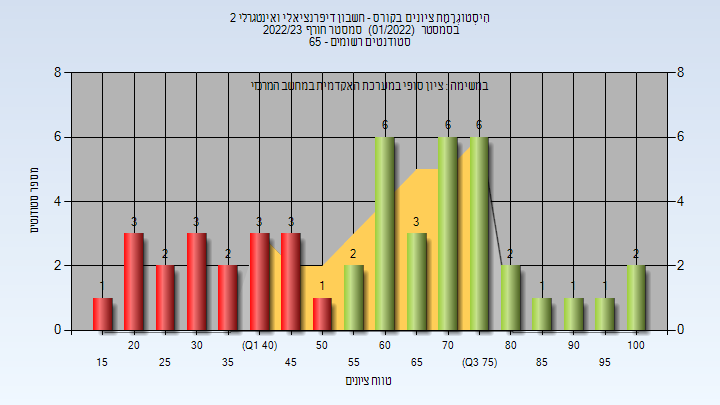 היסטוגרמת ציונים בקורס - חשבון דיפרנציאלי ואינטגרלי 2
בסמסטר (01/2022) סמסטר חורף 2022/23
סטודנטים רשומים - 65
במשימה : ציון סופי במערכת האקדמית במחשב המרכזי
8 8
6 6
4 4
2 2
0 0
מספר סטודנטים
1 3 2 3 2 3 3 1 2 6 3 6 6 2 1 1 1 2
20 30 (Q1 40) 50 60 70 80 90 100
15 25 35 45 55 65 (Q3 75) 85 95
טווח ציונים